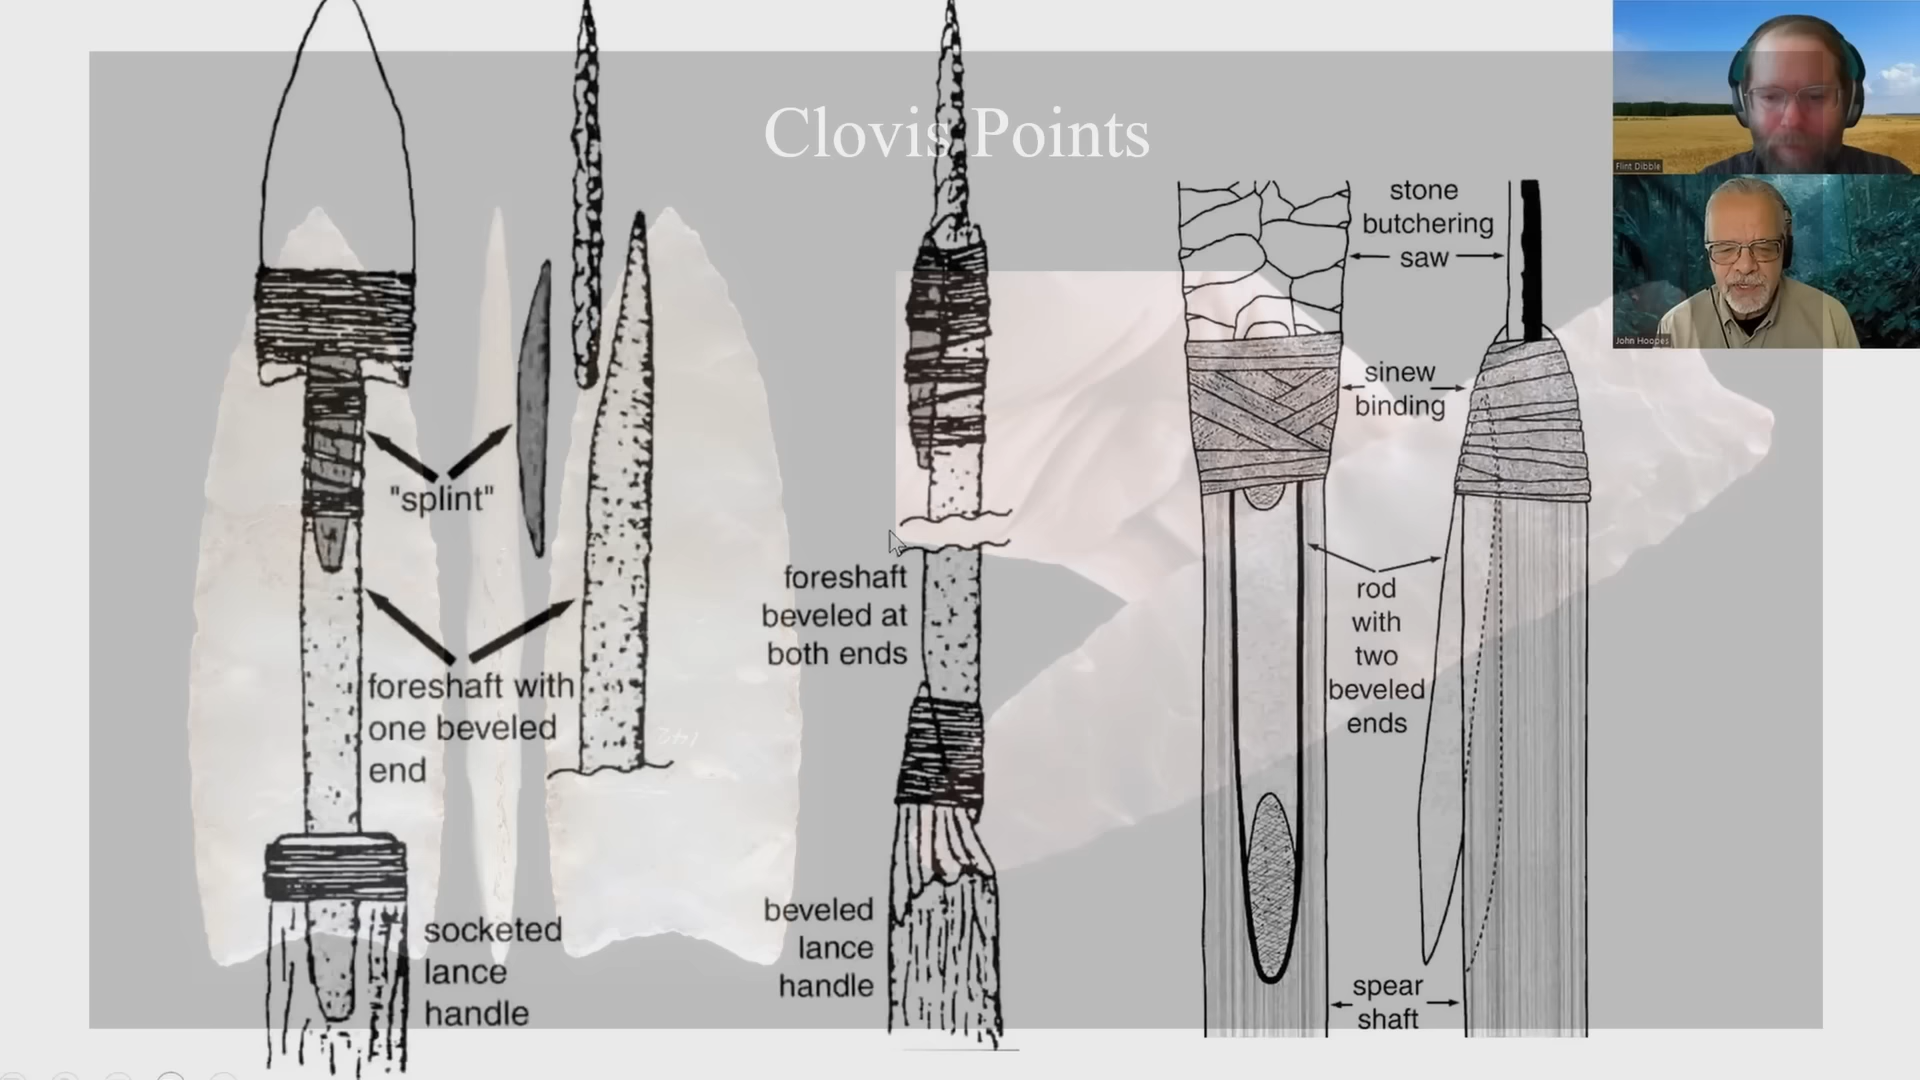 Clovis Points
"splint"
foreshaft with
one beveled
end
socketed
lance
handle
foreshaft
beveled at
both ends
beveled
lance
handle
stone
butchering
saw
sinew
binding
rod
with
two
beveled
ends
spear
shaft
Flint Dibble
John Hoopes